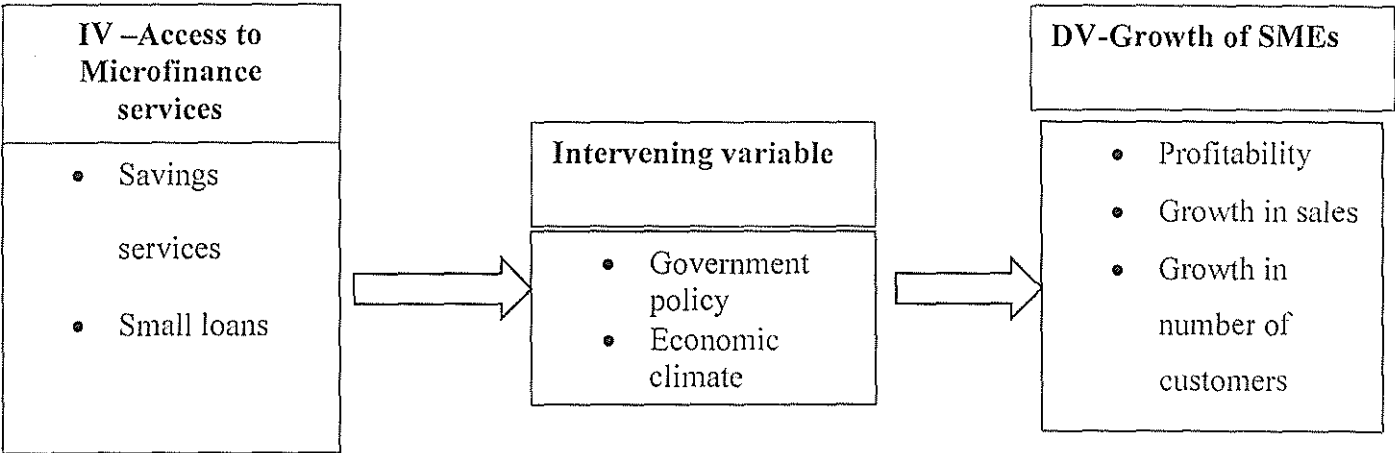 IV –Access to
Microfinance
services
• Savings
services
• Small loans
Intervening variable
• Government
policy
• Economic
climate
DV-Growth of SMEs
• Profitability
• Growth in sales
• Growth in
number of
customers